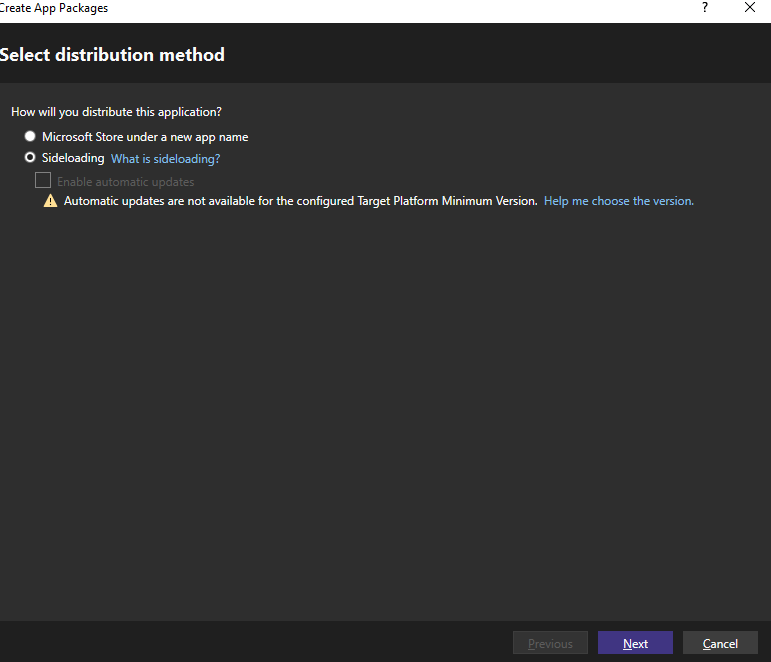 Create App Packages
?
Select distribution method
How will you distribute this application?
Microsoft Store under a new app name
Sideloading What is sideloading?
Enable automatic updates
Automatic updates are not available for the configured Target Platform Minimum Version. Help me choose the version.
Previous Next Cancel